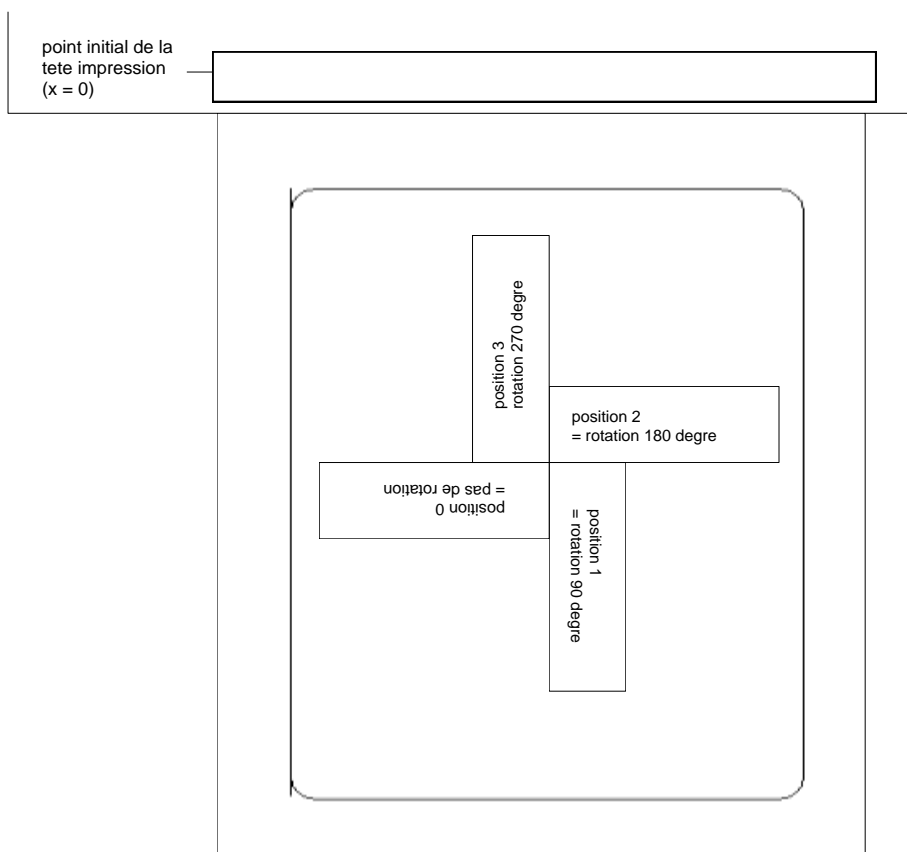 point initial de la
tete impression
(x = 0)
position 3
rotation 270 degre
position 2
= rotation 180 degre
position 0
= pas de rotation
position 1
= rotation 90 degre